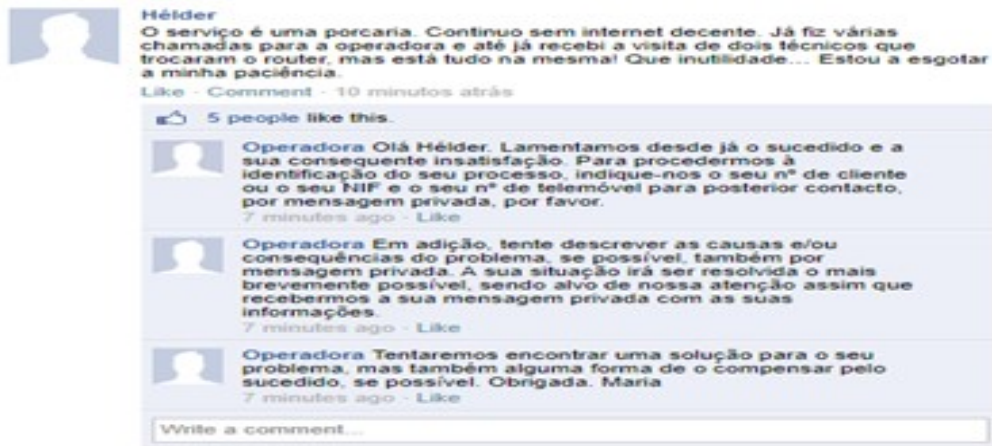 Hélder
O serviço é uma porcaria. Continuo sem internet decente. Já fiz várias
chamadas para a operadora e até já recebi a visita de dois técnicos que
trocaram o router, mas está tudo na mesma! Que inutilidade... Estou a esgotar
a minha paciência.
Like · Comment · 10 minutos atrás
5 people like this.
Operadora Olá Hélder. Lamentamos desde já o sucedido e a
sua consequente insatisfação. Para procedermos à
identificação do seu processo, indique-nos o seu nº de cliente
ou o seu NIF e o seu nº de telemóvel para posterior contacto,
por mensagem privada, por favor.
7 minutes ago · Like
Operadora Em adição, tente descrever as causas e/ou
consequências do problema, se possível, também por
mensagem privada. A sua situação irá ser resolvida o mais
brevemente possível, sendo alvo de nossa atenção assim que
recebermos a sua mensagem privada com as suas
informações.
7 minutes ago · Like
Operadora Tentaremos encontrar uma solução para o seu
problema, mas também alguma forma de o compensar pelo
sucedido, se possível. Obrigada. Maria
7 minutes ago · Like
Write a comment...